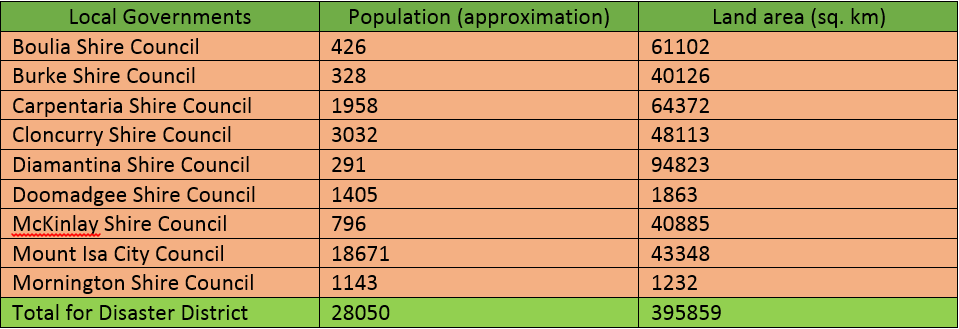 Local Governments Population (approximation) Land area (sq. km)
Boulia Shire Council 426 61102
Burke Shire Council 328 40126
Carpentaria Shire Council 1958 64372
Cloncurry Shire Council 3032 48113
Diamantina Shire Council 291 94823
Doomadgee Shire Council 1405 1863
McKinlay Shire Council 796 40885
Mount Isa City Council 18671 43348
Mornington Shire Council 1143 1232
Total for Disaster District 28050 395859